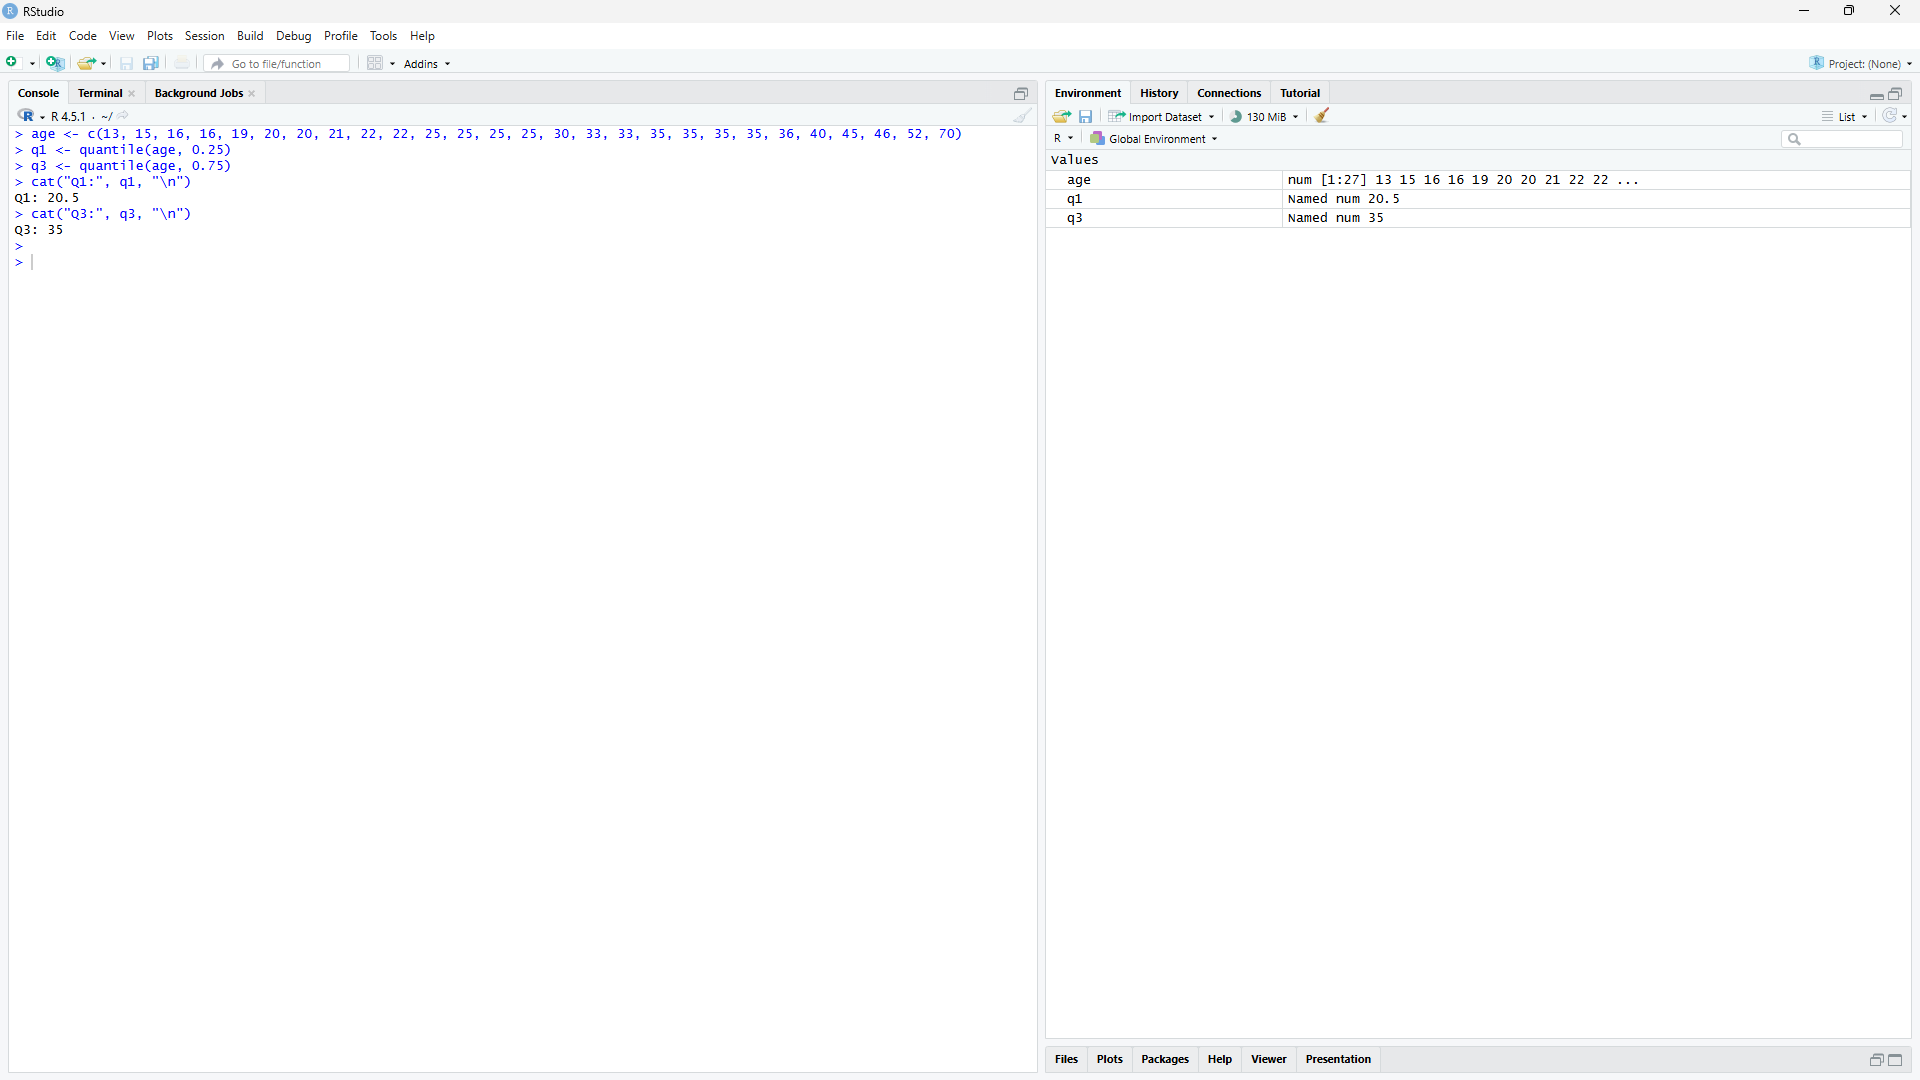 RStudio
File Edit Code View Plots Session Build Debug Profile Tools Help
Go to file/function Addins Project: (None)
Console Terminal Background Jobs
R 4.5.1 · ~/
> age <- c(13, 15, 16, 16, 19, 20, 20, 21, 22, 22, 25, 25, 25, 25, 30, 33, 33, 35, 35, 35, 35, 36, 40, 45, 46, 52, 70)
> q1 <- quantile(age, 0.25)
> q3 <- quantile(age, 0.75)
> cat("Q1:", q1, "\n")
Q1: 20.5
> cat("Q3:", q3, "\n")
Q3: 35
>
>
Environment History Connections Tutorial
Import Dataset 130 MiB List
R Global Environment
Values
age num [1:27] 13 15 16 16 19 20 20 21 22 22 ...
q1 Named num 20.5
q3 Named num 35
Files Plots Packages Help Viewer Presentation